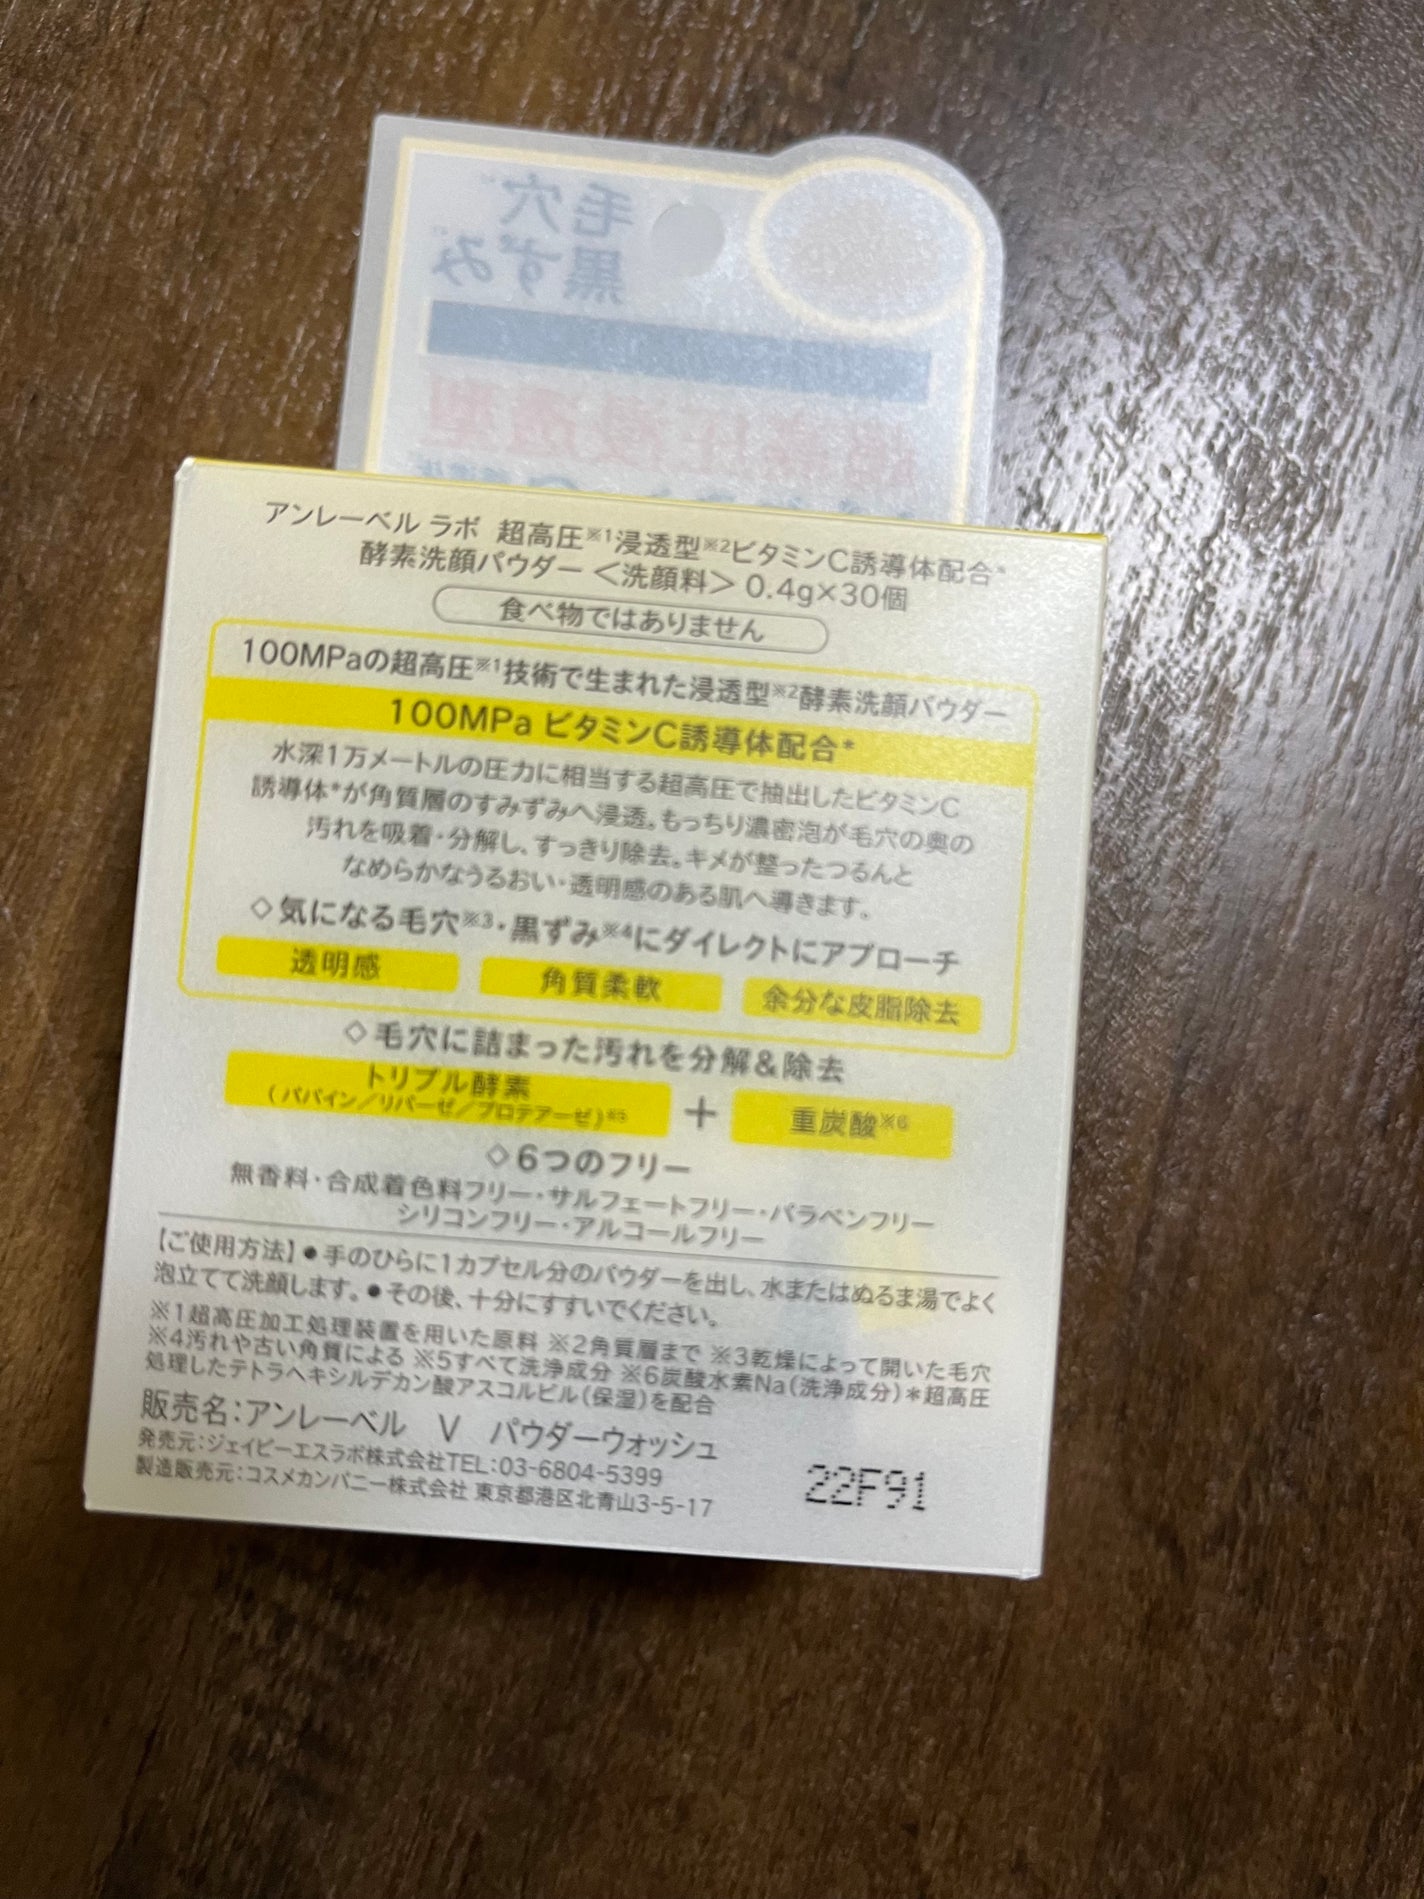 毛穴
黒ずみ
アンレーベル ラボ 超高圧※1浸透型※2ビタミンC誘導体配合*
酵素洗顔パウダー＜洗顔料＞0.4g×30個
食べ物ではありません
100MPaの超高圧※1技術で生まれた浸透型※2酵素洗顔パウダー
100MPa ビタミンC誘導体配合*
水深1万メートルの圧力に相当する超高圧で抽出したビタミンC
誘導体*が角質層のすみずみへ浸透。もっちり濃密泡が毛穴の奥の
汚れを吸着・分解し、すっきり除去。キメが整ったつるんと
なめらかなうるおい・透明感のある肌へ導きます。
◇気になる毛穴※3・黒ずみ※4にダイレクトにアプローチ
透明感 角質柔軟 余分な皮脂除去
◇毛穴に詰まった汚れを分解＆除去
トリプル酵素
(パパイン／リパーゼ／プロテアーゼ)※5 ＋ 重炭酸※6
◇6つのフリー
無香料・合成着色料フリー・サルフェートフリー・パラベンフリー
シリコンフリー・アルコールフリー
【ご使用方法】●手のひらに1カプセル分のパウダーを出し、水またはぬるま湯でよく
泡立てて洗顔します。●その後、十分にすすいでください。
※1超高圧加工処理装置を用いた原料 ※2角質層まで ※3乾燥によって開いた毛穴
※4汚れや古い角質による ※5すべて洗浄成分 ※6炭酸水素Na(洗浄成分)＊超高圧
処理したテトラヘキシルデカン酸アスコルビル(保湿)を配合
販売名：アンレーベル V パウダーウォッシュ
発売元：ジェイピーエスラボ株式会社TEL：03-6804-5399
製造販売元：コスメカンパニー株式会社 東京都港区北青山3-5-17
22F91